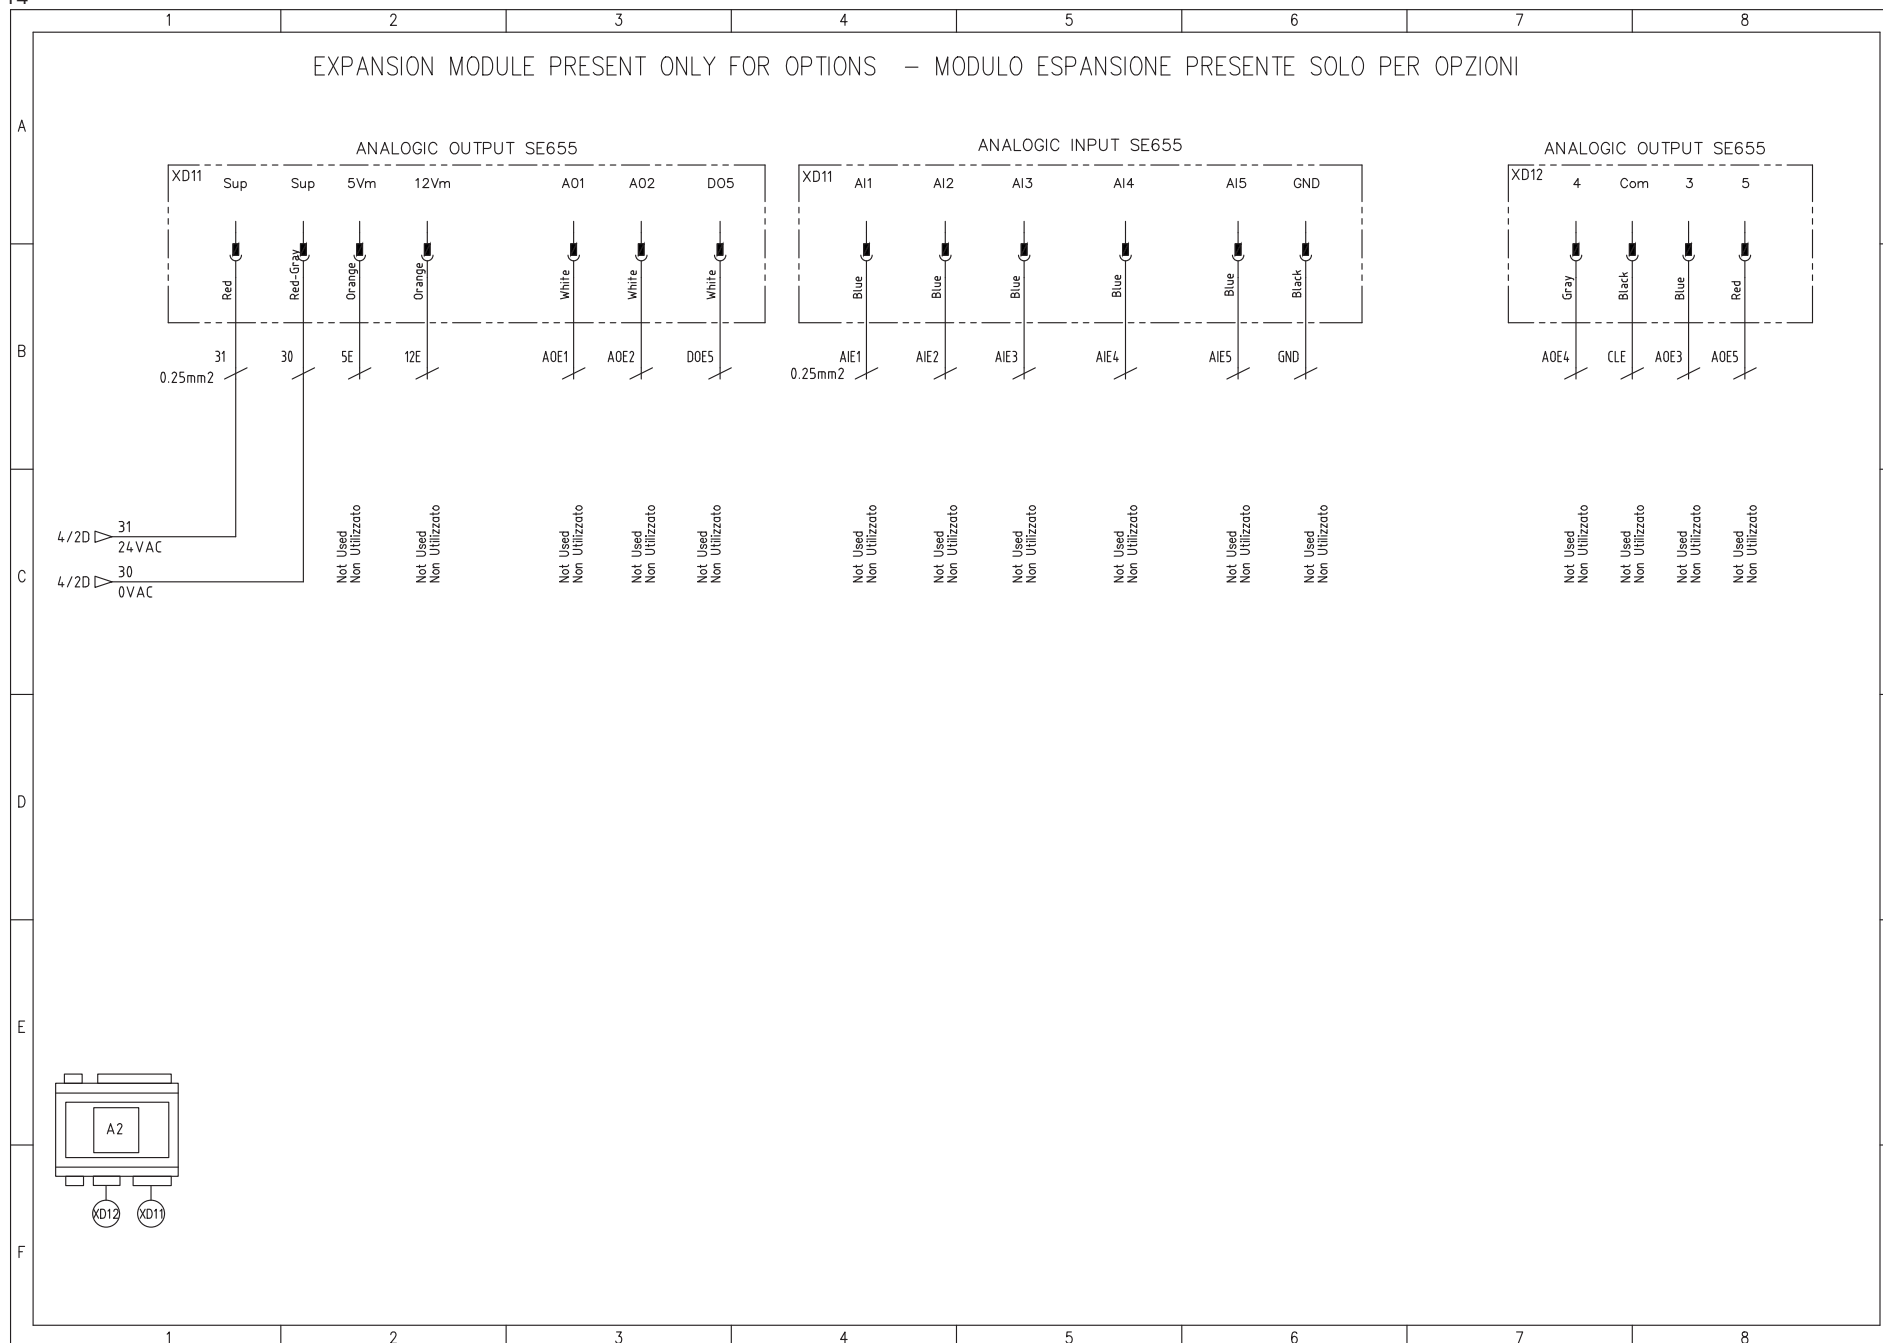 1 2 3 4 5 6 7 8
EXPANSION MODULE PRESENT ONLY FOR OPTIONS - MODULO ESPANSIONE PRESENTE SOLO PER OPZIONI
A
ANALOGIC OUTPUT SE655
ANALOGIC INPUT SE655
ANALOGIC OUTPUT SE655
XD11 Sup Sup 5Vm 12Vm AO1 AO2 DO5
XD11 AI1 AI2 AI3 AI4 AI5 GND
XD12 4 Com 3 5
Red Red-Gray Orange Orange White White White
Blue Blue Blue Blue Blue Black
Gray Black Blue Red
B
31 30 5E 12E AOE1 AOE2 DOE5
AIE1 AIE2 AIE3 AIE4 AIE5 GND
AOE4 CLE AOE3 AOE5
0.25mm2
0.25mm2
4/2D 31
24VAC
C
4/2D 30
0VAC
Not Used
Non Utilizzato
Not Used
Non Utilizzato
Not Used
Non Utilizzato
Not Used
Non Utilizzato
Not Used
Non Utilizzato
Not Used
Non Utilizzato
Not Used
Non Utilizzato
Not Used
Non Utilizzato
Not Used
Non Utilizzato
Not Used
Non Utilizzato
Not Used
Non Utilizzato
Not Used
Non Utilizzato
Not Used
Non Utilizzato
Not Used
Non Utilizzato
Not Used
Non Utilizzato
D
E
A2
XD12 XD11
F
1 2 3 4 5 6 7 8